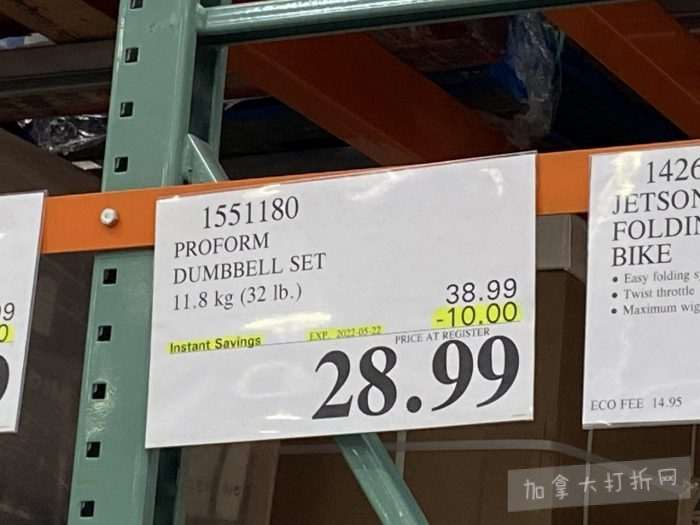 1551180
PROFORM
DUMBBELL SET
11.8 kg (32 lb.)
38.99
-10.00
Instant Savings
EXP. 2022-05-22
PRICE AT REGISTER
28.99
1426
JETSON
BIKE
• Easy folding
• Twist throttle
• Maximum
ECO FEE 14.95
加拿大打折网